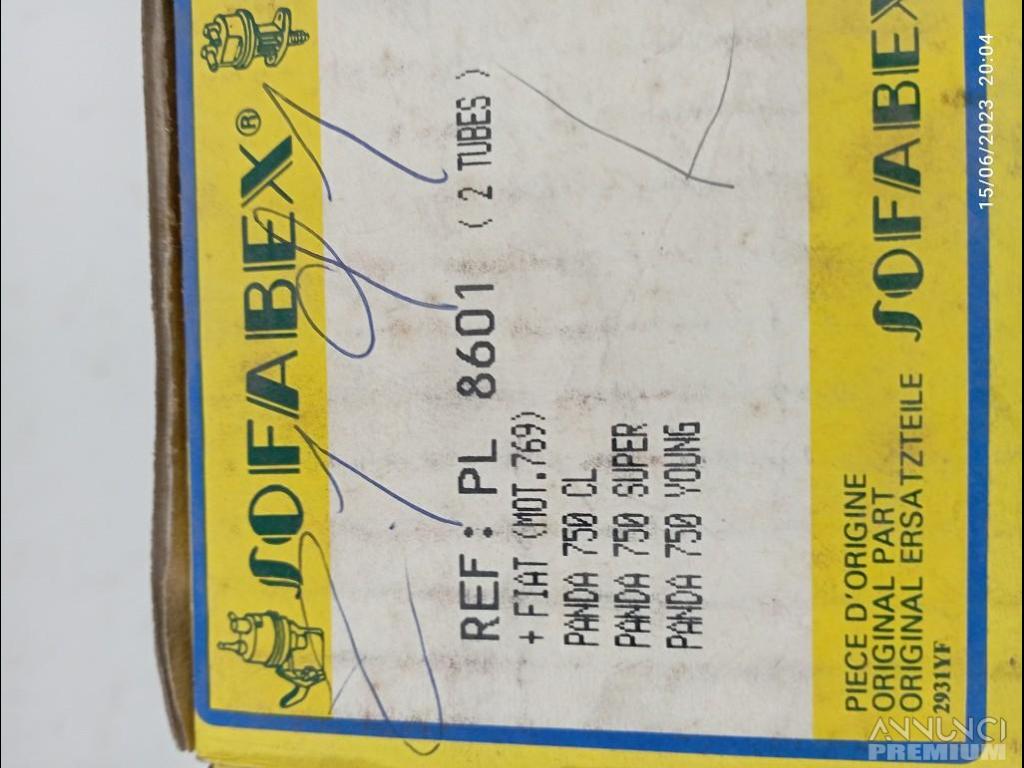 SOFABEX®
REF: PL 8601 ( 2 TUBES )
+ FIAT (MOT.769)
PANDA 750 CL
PANDA 750 SUPER
PANDA 750 YOUNG
PIECE D'ORIGINE
ORIGINAL PART
ORIGINAL ERSATZTEILE
SOFABEX
2931YF
15/06/2023 20:04
ANNUNCI
PREMIUM